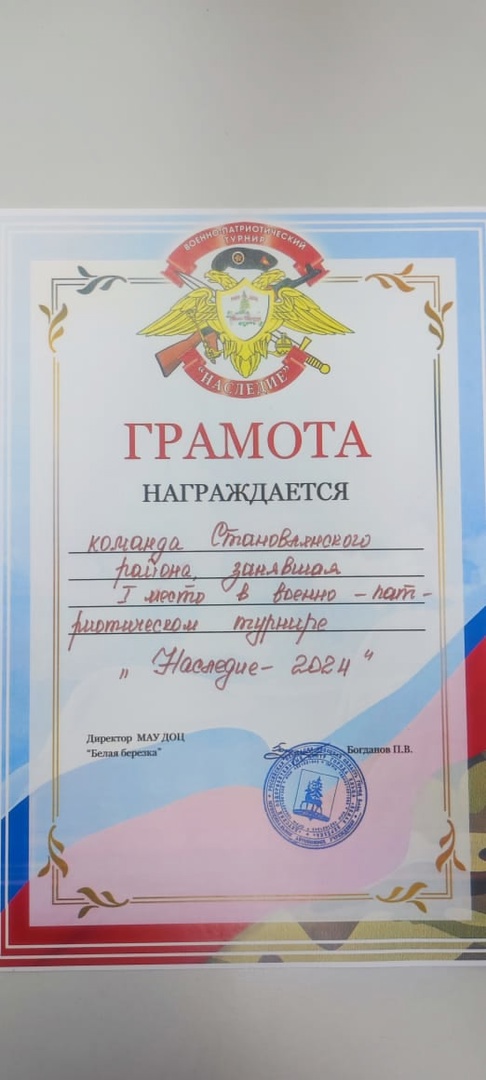 ВОЕННО-ПАТРИОТИЧЕСКИЙ
ТУРНИР
"НАСЛЕДИЕ"
ГРАМОТА
НАГРАЖДАЕТСЯ
команда Становлянского
района, занявшая
I место в военно - пат -
риотическом турнире
„ Наследие - 2024 "
Директор МАУ ДОЦ
"Белая березка"
Богданов П.В.